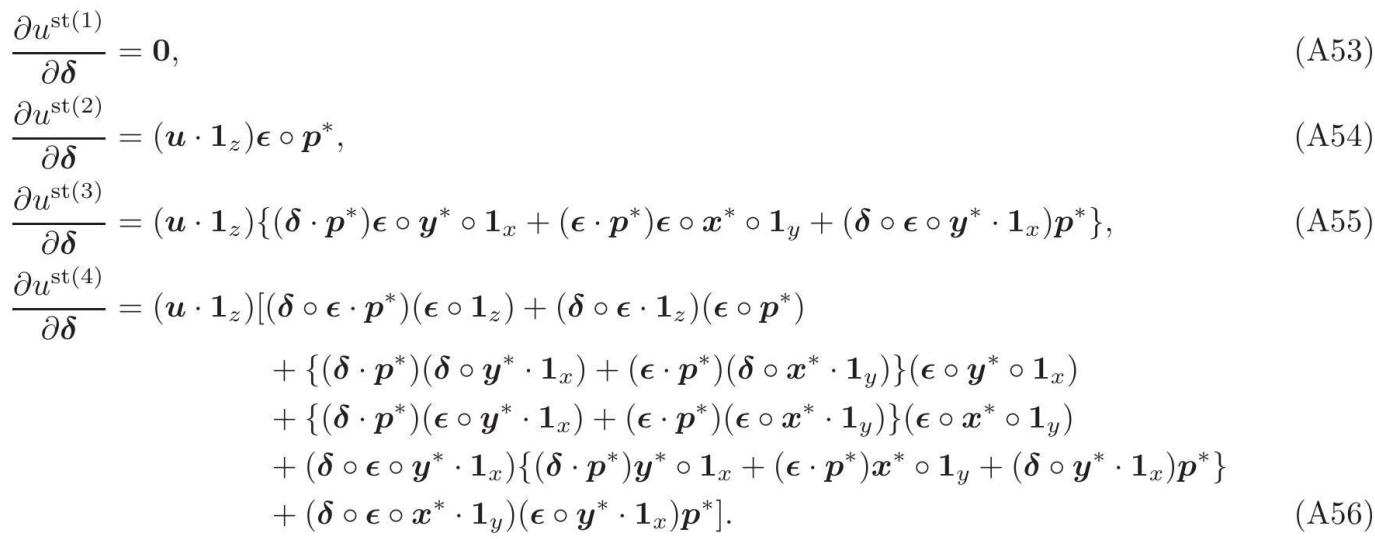 ∂u^{st(1)}/∂δ = 0, (A53)
∂u^{st(2)}/∂δ = (u · 1_z)ϵ ∘ p*, (A54)
∂u^{st(3)}/∂δ = (u · 1_z){(δ · p*)ϵ ∘ y* ∘ 1_x + (ϵ · p*)ϵ ∘ x* ∘ 1_y + (δ ∘ ϵ ∘ y* · 1_x)p*}, (A55)
∂u^{st(4)}/∂δ = (u · 1_z)[(δ ∘ ϵ · p*)(ϵ ∘ 1_z) + (δ ∘ ϵ · 1_z)(ϵ ∘ p*)
+ {(δ · p*)(δ ∘ y* · 1_x) + (ϵ · p*)(δ ∘ x* · 1_y)}(ϵ ∘ y* ∘ 1_x)
+ {(δ · p*)(ϵ ∘ y* · 1_x) + (ϵ · p*)(ϵ ∘ x* · 1_y)}(ϵ ∘ x* ∘ 1_y)
+ (δ ∘ ϵ ∘ y* · 1_x){(δ · p*)y* ∘ 1_x + (ϵ · p*)x* ∘ 1_y + (δ ∘ y* · 1_x)p*}
+ (δ ∘ ϵ ∘ x* · 1_y)(ϵ ∘ y* · 1_x)p*]. (A56)